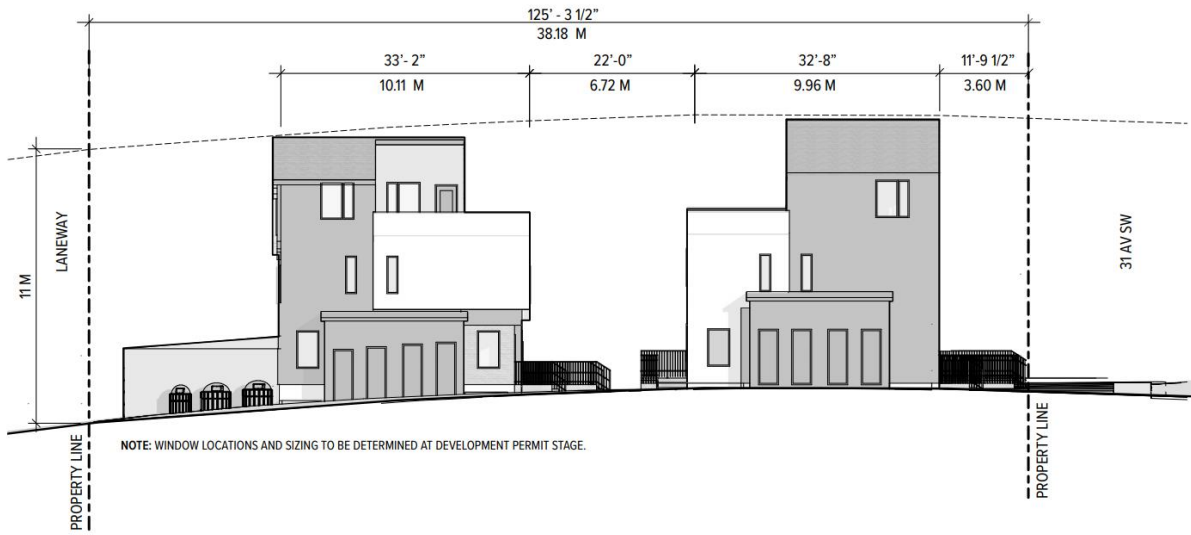 125' - 3 1/2"
38.18 M
33'- 2"
22'-0"
32'-8"
11'-9 1/2"
10.11 M
6.72 M
9.96 M
3.60 M
LANEWAY
11 M
31 AV SW
NOTE: WINDOW LOCATIONS AND SIZING TO BE DETERMINED AT DEVELOPMENT PERMIT STAGE.
PROPERTY LINE
PROPERTY LINE